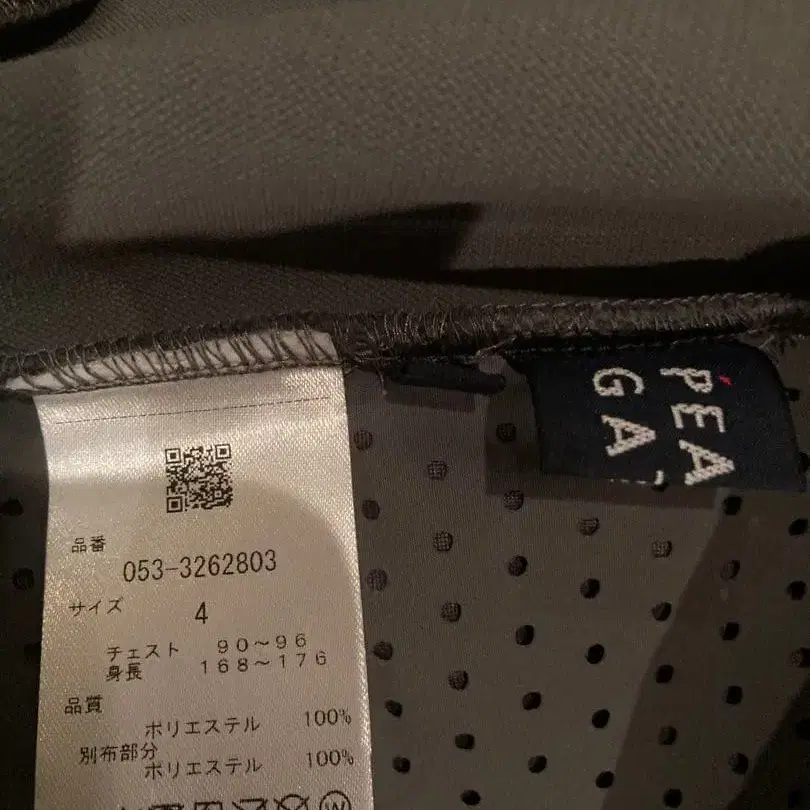 品番
053-3262803
サイズ 4
チェスト 90～96
身長 168～176
品質
ポリエステル 100%
別布部分
ポリエステル 100%
PEA
GA